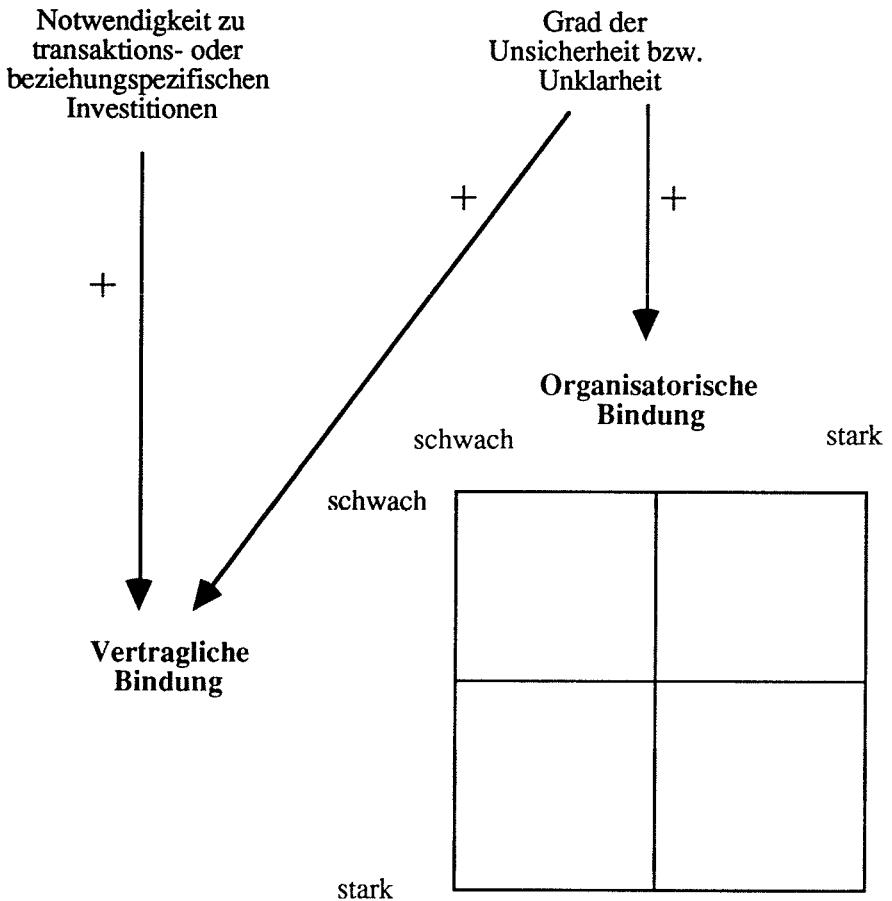 Notwendigkeit zu
transaktions- oder
beziehungspezifischen
Investitionen
Grad der
Unsicherheit bzw.
Unklarheit
+
+
+
Organisatorische
Bindung
schwach
stark
schwach
Vertragliche
Bindung
stark